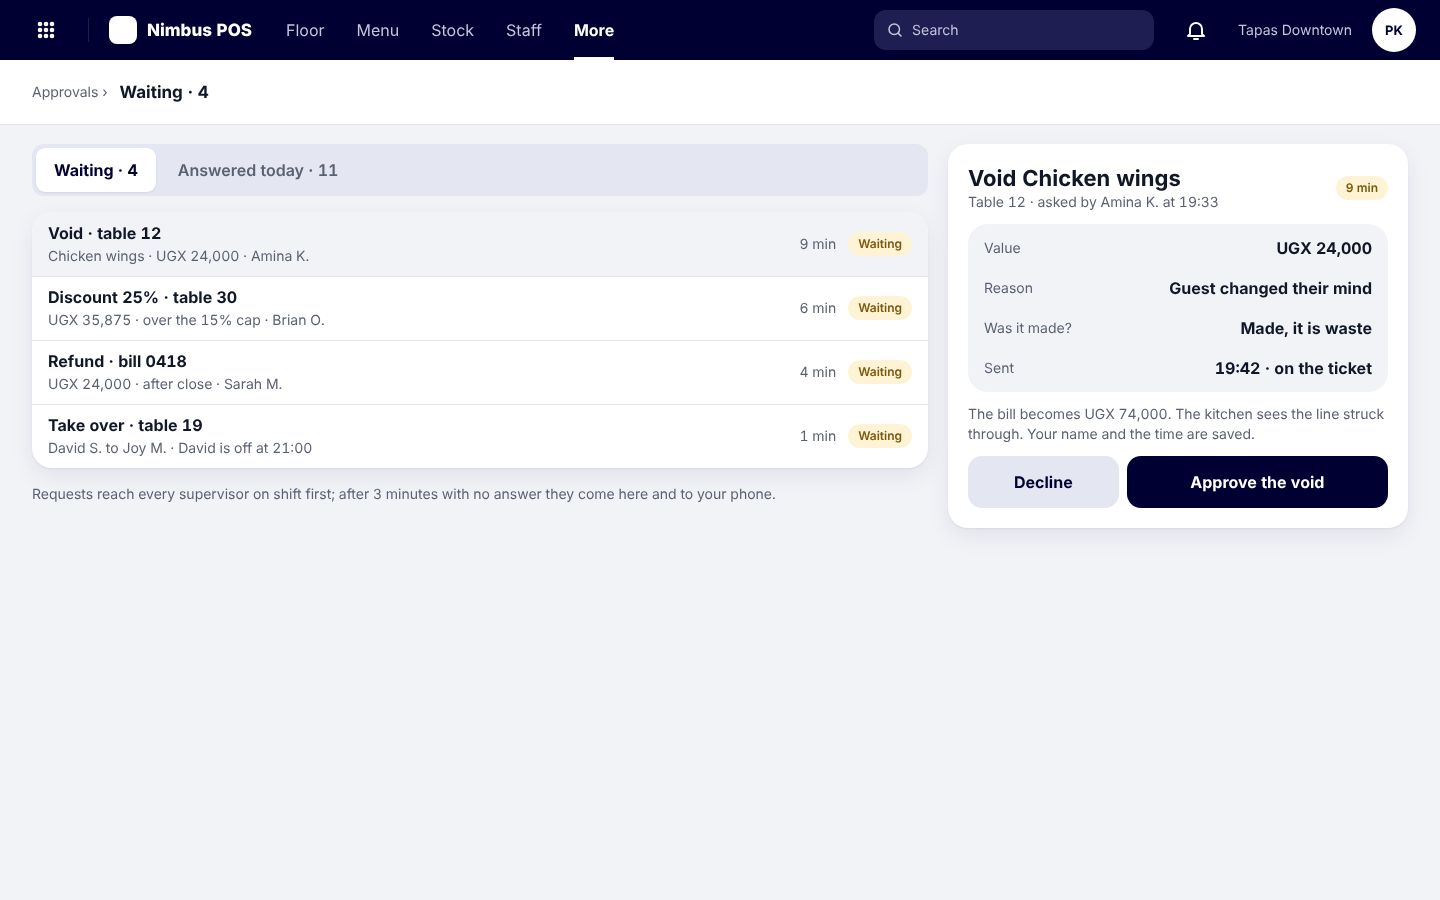 Nimbus POS
Floor
Menu
Stock
Staff
More
Search
Tapas Downtown
PK
Approvals ›
Waiting · 4
Waiting · 4
Answered today · 11
Void · table 12
Chicken wings · UGX 24,000 · Amina K.
9 min
Waiting
Discount 25% · table 30
UGX 35,875 · over the 15% cap · Brian O.
6 min
Waiting
Refund · bill 0418
UGX 24,000 · after close · Sarah M.
4 min
Waiting
Take over · table 19
David S. to Joy M. · David is off at 21:00
1 min
Waiting
Requests reach every supervisor on shift first; after 3 minutes with no answer they come here and to your phone.
Void Chicken wings
Table 12 · asked by Amina K. at 19:33
9 min
Value
UGX 24,000
Reason
Guest changed their mind
Was it made?
Made, it is waste
Sent
19:42 · on the ticket
The bill becomes UGX 74,000. The kitchen sees the line struck
through. Your name and the time are saved.
Decline
Approve the void